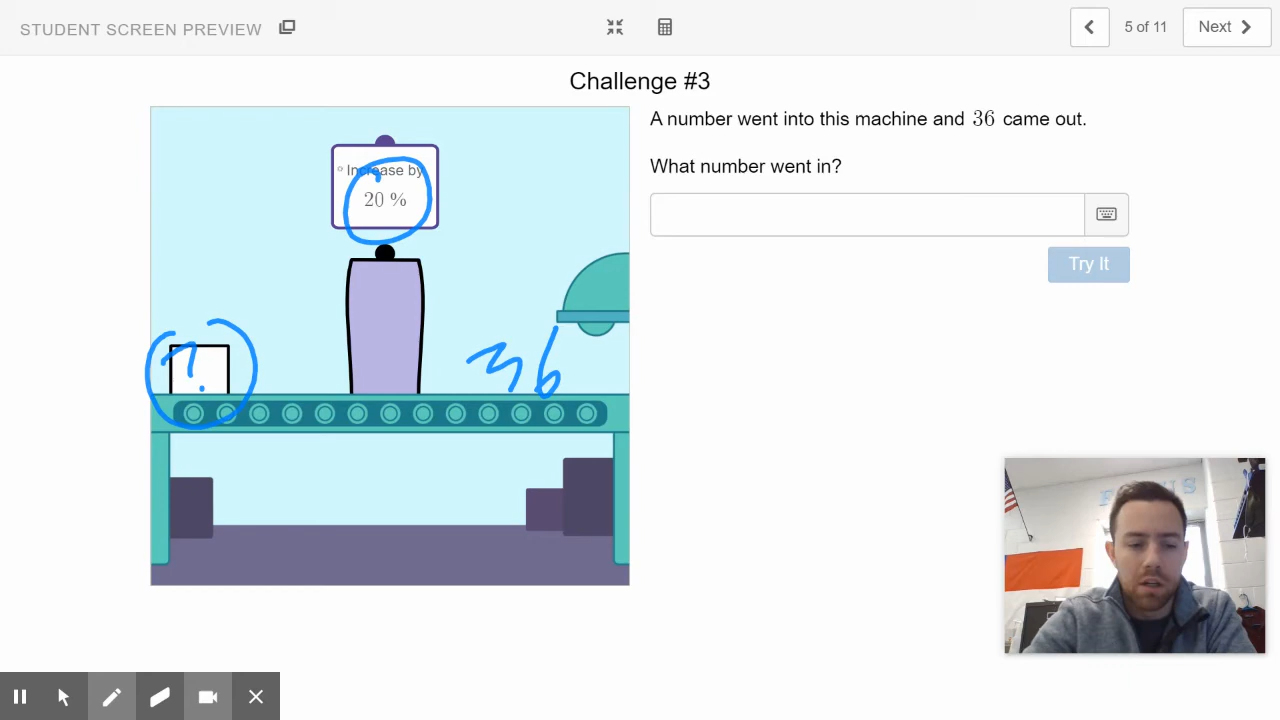 STUDENT SCREEN PREVIEW
5 of 11
Next
Challenge #3
Increase by
20 %
A number went into this machine and 36 came out.
What number went in?
Try It
?
36